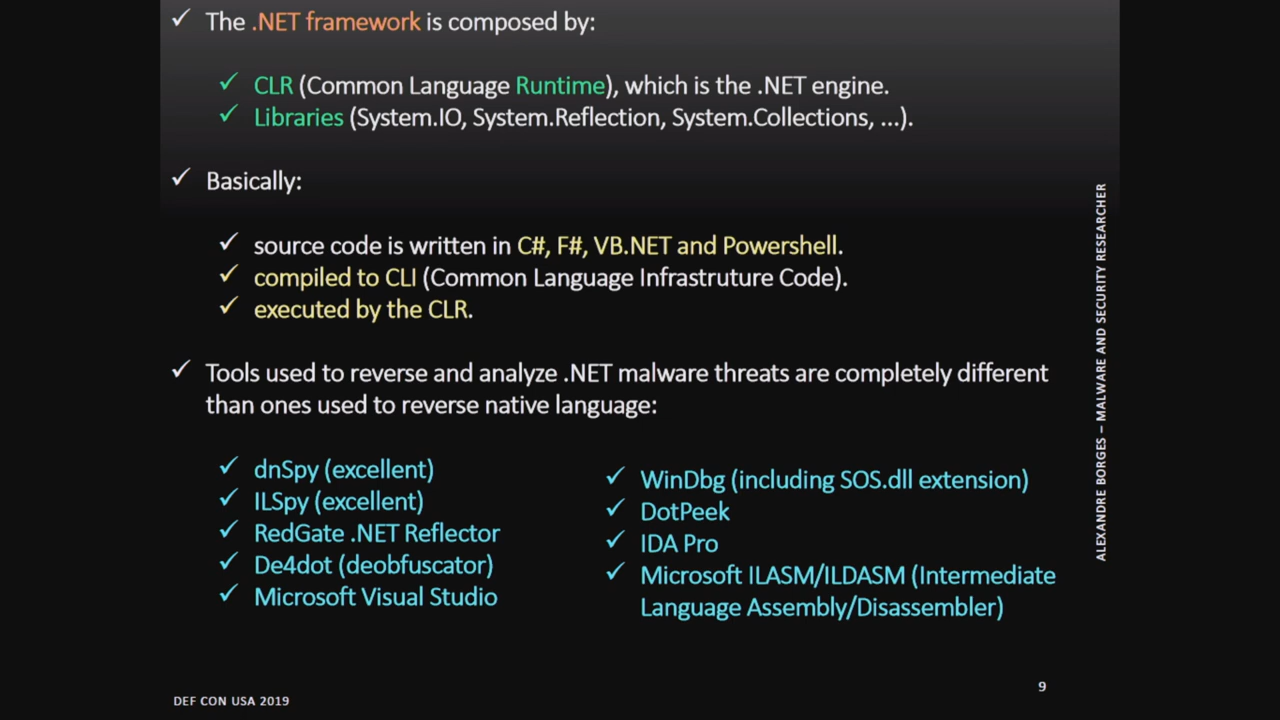 The .NET framework is composed by:
CLR (Common Language Runtime), which is the .NET engine.
Libraries (System.IO, System.Reflection, System.Collections, ...).
Basically:
source code is written in C#, F#, VB.NET and Powershell.
compiled to CLI (Common Language Infrastruture Code).
executed by the CLR.
Tools used to reverse and analyze .NET malware threats are completely different
than ones used to reverse native language:
dnSpy (excellent)
ILSpy (excellent)
RedGate .NET Reflector
De4dot (deobfuscator)
Microsoft Visual Studio
WinDbg (including SOS.dll extension)
DotPeek
IDA Pro
Microsoft ILASM/ILDASM (Intermediate
Language Assembly/Disassembler)
ALEXANDRE BORGES – MALWARE AND SECURITY RESEARCHER
DEF CON USA 2019
9